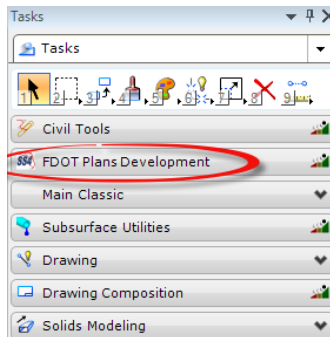 Tasks
Tasks
1 2 3 4 5 6 7 8 9
Civil Tools
SS4 FDOT Plans Development
Main Classic
Subsurface Utilities
Drawing
Drawing Composition
Solids Modeling